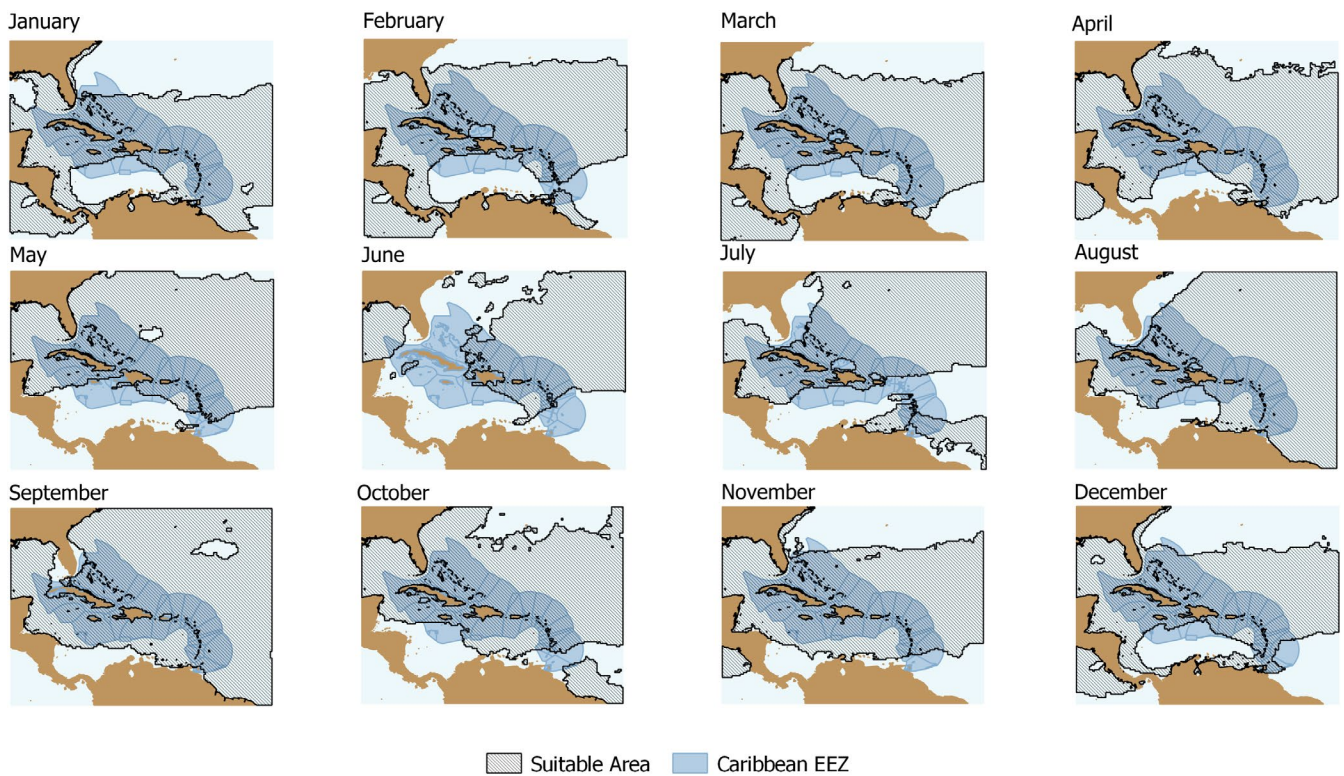 January
February
March
April
May
June
July
August
September
October
November
December
Suitable Area
Caribbean EEZ